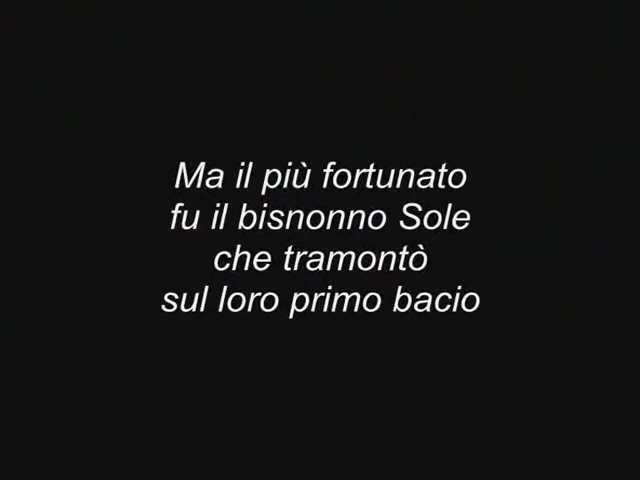 Ma il più fortunato
fu il bisnonno Sole
che tramontò
sul loro primo bacio